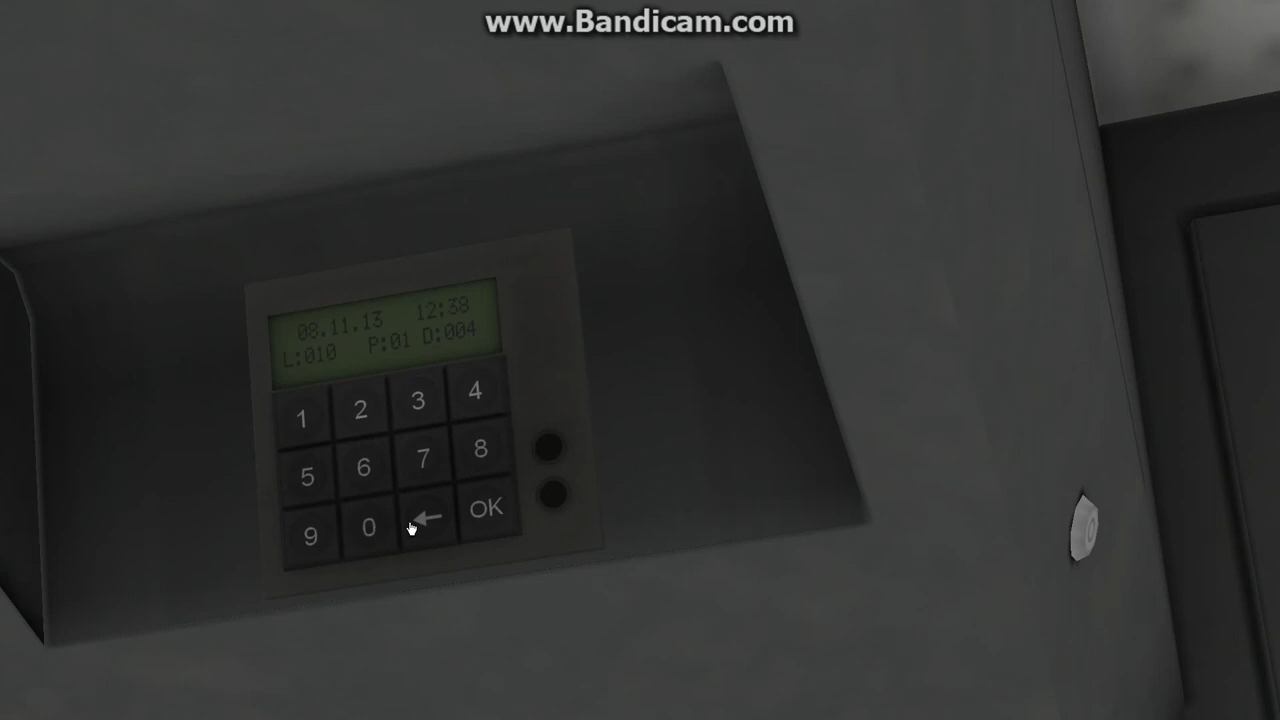 www.Bandicam.com
08.11.13 12:38
L:010 P:01 D:004
1 2 3 4
5 6 7 8
9 0 ← OK